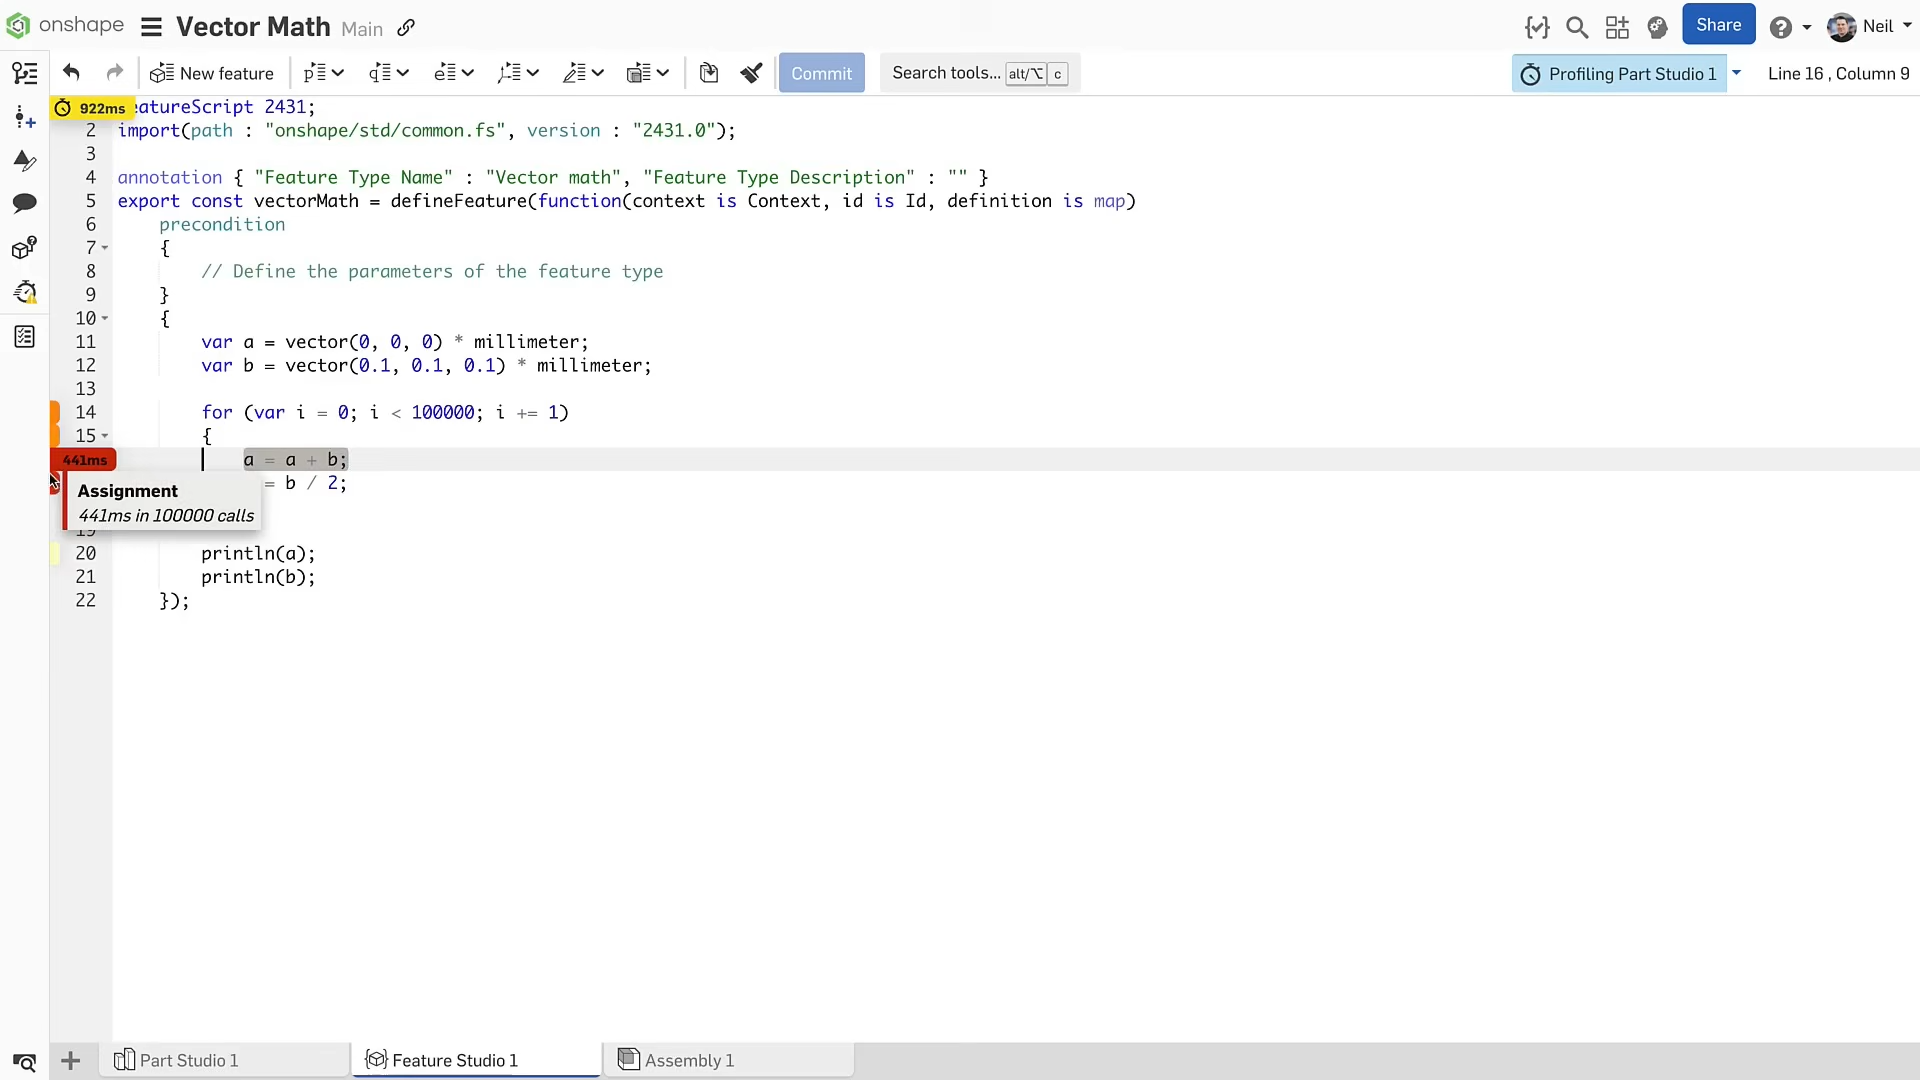 onshape Vector Math Main Share Neil
New feature Commit Search tools... alt/⌥ c Profiling Part Studio 1 Line 16 , Column 9
922ms eatureScript 2431;
2 import(path : "onshape/std/common.fs", version : "2431.0");
3
4 annotation { "Feature Type Name" : "Vector math", "Feature Type Description" : "" }
5 export const vectorMath = defineFeature(function(context is Context, id is Id, definition is map)
6 precondition
7 {
8 // Define the parameters of the feature type
9 }
10 {
11 var a = vector(0, 0, 0) * millimeter;
12 var b = vector(0.1, 0.1, 0.1) * millimeter;
13
14 for (var i = 0; i < 100000; i += 1)
15 {
441ms a = a + b;
= b / 2;
Assignment
441ms in 100000 calls
19
20 println(a);
21 println(b);
22 });
Part Studio 1 Feature Studio 1 Assembly 1